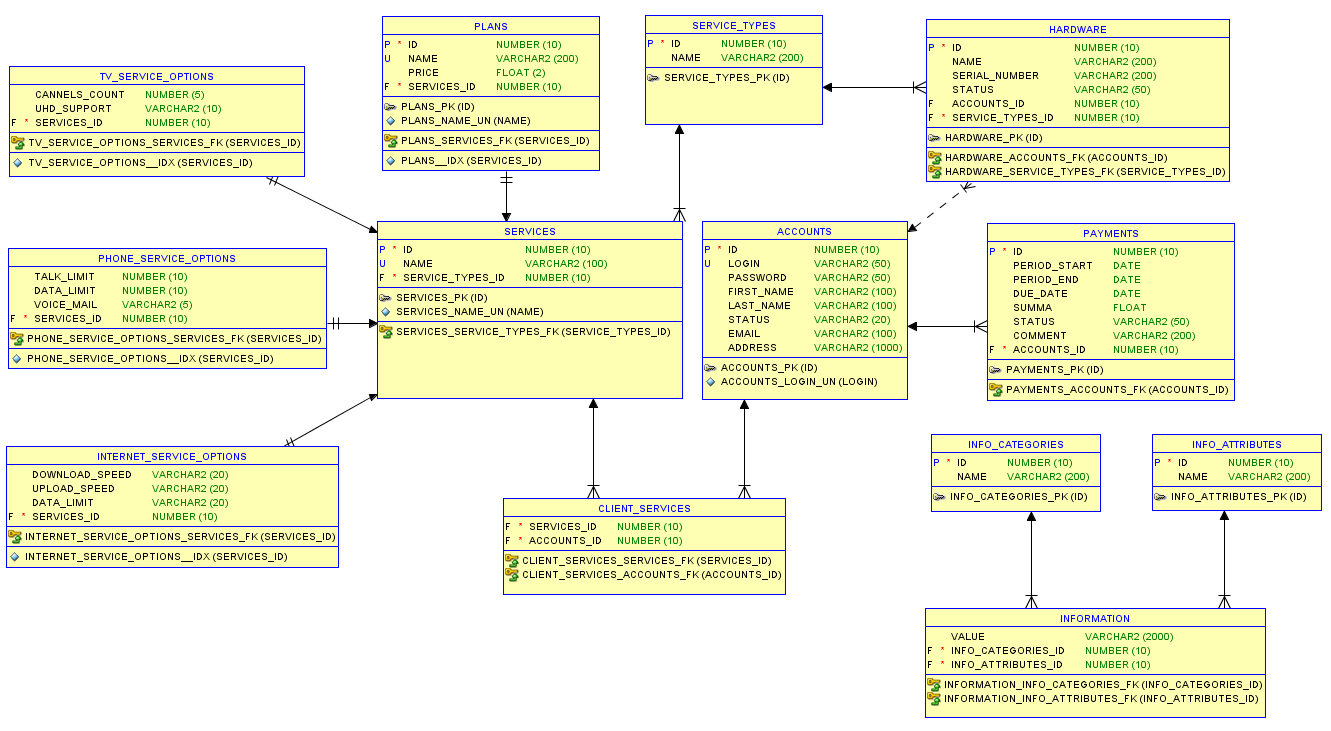 PLANS
P * ID NUMBER (10)
U NAME VARCHAR2 (200)
PRICE FLOAT (2)
F * SERVICES_ID NUMBER (10)
PLANS_PK (ID)
PLANS_NAME_UN (NAME)
PLANS_SERVICES_FK (SERVICES_ID)
PLANS__IDX (SERVICES_ID)
SERVICE_TYPES
P * ID NUMBER (10)
NAME VARCHAR2 (200)
SERVICE_TYPES_PK (ID)
HARDWARE
P * ID NUMBER (10)
NAME VARCHAR2 (200)
SERIAL_NUMBER VARCHAR2 (200)
STATUS VARCHAR2 (50)
F ACCOUNTS_ID NUMBER (10)
F * SERVICE_TYPES_ID NUMBER (10)
HARDWARE_PK (ID)
HARDWARE_ACCOUNTS_FK (ACCOUNTS_ID)
HARDWARE_SERVICE_TYPES_FK (SERVICE_TYPES_ID)
TV_SERVICE_OPTIONS
CANNELS_COUNT NUMBER (5)
UHD_SUPPORT VARCHAR2 (10)
F * SERVICES_ID NUMBER (10)
TV_SERVICE_OPTIONS_SERVICES_FK (SERVICES_ID)
TV_SERVICE_OPTIONS__IDX (SERVICES_ID)
SERVICES
P * ID NUMBER (10)
U NAME VARCHAR2 (100)
F * SERVICE_TYPES_ID NUMBER (10)
SERVICES_PK (ID)
SERVICES_NAME_UN (NAME)
SERVICES_SERVICE_TYPES_FK (SERVICE_TYPES_ID)
ACCOUNTS
P * ID NUMBER (10)
U LOGIN VARCHAR2 (50)
PASSWORD VARCHAR2 (50)
FIRST_NAME VARCHAR2 (100)
LAST_NAME VARCHAR2 (100)
STATUS VARCHAR2 (20)
EMAIL VARCHAR2 (100)
ADDRESS VARCHAR2 (1000)
ACCOUNTS_PK (ID)
ACCOUNTS_LOGIN_UN (LOGIN)
PAYMENTS
P * ID NUMBER (10)
PERIOD_START DATE
PERIOD_END DATE
DUE_DATE DATE
SUMMA FLOAT
STATUS VARCHAR2 (50)
COMMENT VARCHAR2 (200)
F * ACCOUNTS_ID NUMBER (10)
PAYMENTS_PK (ID)
PAYMENTS_ACCOUNTS_FK (ACCOUNTS_ID)
PHONE_SERVICE_OPTIONS
TALK_LIMIT NUMBER (10)
DATA_LIMIT NUMBER (10)
VOICE_MAIL VARCHAR2 (5)
F * SERVICES_ID NUMBER (10)
PHONE_SERVICE_OPTIONS_SERVICES_FK (SERVICES_ID)
PHONE_SERVICE_OPTIONS__IDX (SERVICES_ID)
INTERNET_SERVICE_OPTIONS
DOWNLOAD_SPEED VARCHAR2 (20)
UPLOAD_SPEED VARCHAR2 (20)
DATA_LIMIT VARCHAR2 (20)
F * SERVICES_ID NUMBER (10)
INTERNET_SERVICE_OPTIONS_SERVICES_FK (SERVICES_ID)
INTERNET_SERVICE_OPTIONS__IDX (SERVICES_ID)
CLIENT_SERVICES
F * SERVICES_ID NUMBER (10)
F * ACCOUNTS_ID NUMBER (10)
CLIENT_SERVICES_SERVICES_FK (SERVICES_ID)
CLIENT_SERVICES_ACCOUNTS_FK (ACCOUNTS_ID)
INFO_CATEGORIES
P * ID NUMBER (10)
NAME VARCHAR2 (200)
INFO_CATEGORIES_PK (ID)
INFO_ATTRIBUTES
P * ID NUMBER (10)
NAME VARCHAR2 (200)
INFO_ATTRIBUTES_PK (ID)
INFORMATION
VALUE VARCHAR2 (2000)
F * INFO_CATEGORIES_ID NUMBER (10)
F * INFO_ATTRIBUTES_ID NUMBER (10)
INFORMATION_INFO_CATEGORIES_FK (INFO_CATEGORIES_ID)
INFORMATION_INFO_ATTRIBUTES_FK (INFO_ATTRIBUTES_ID)